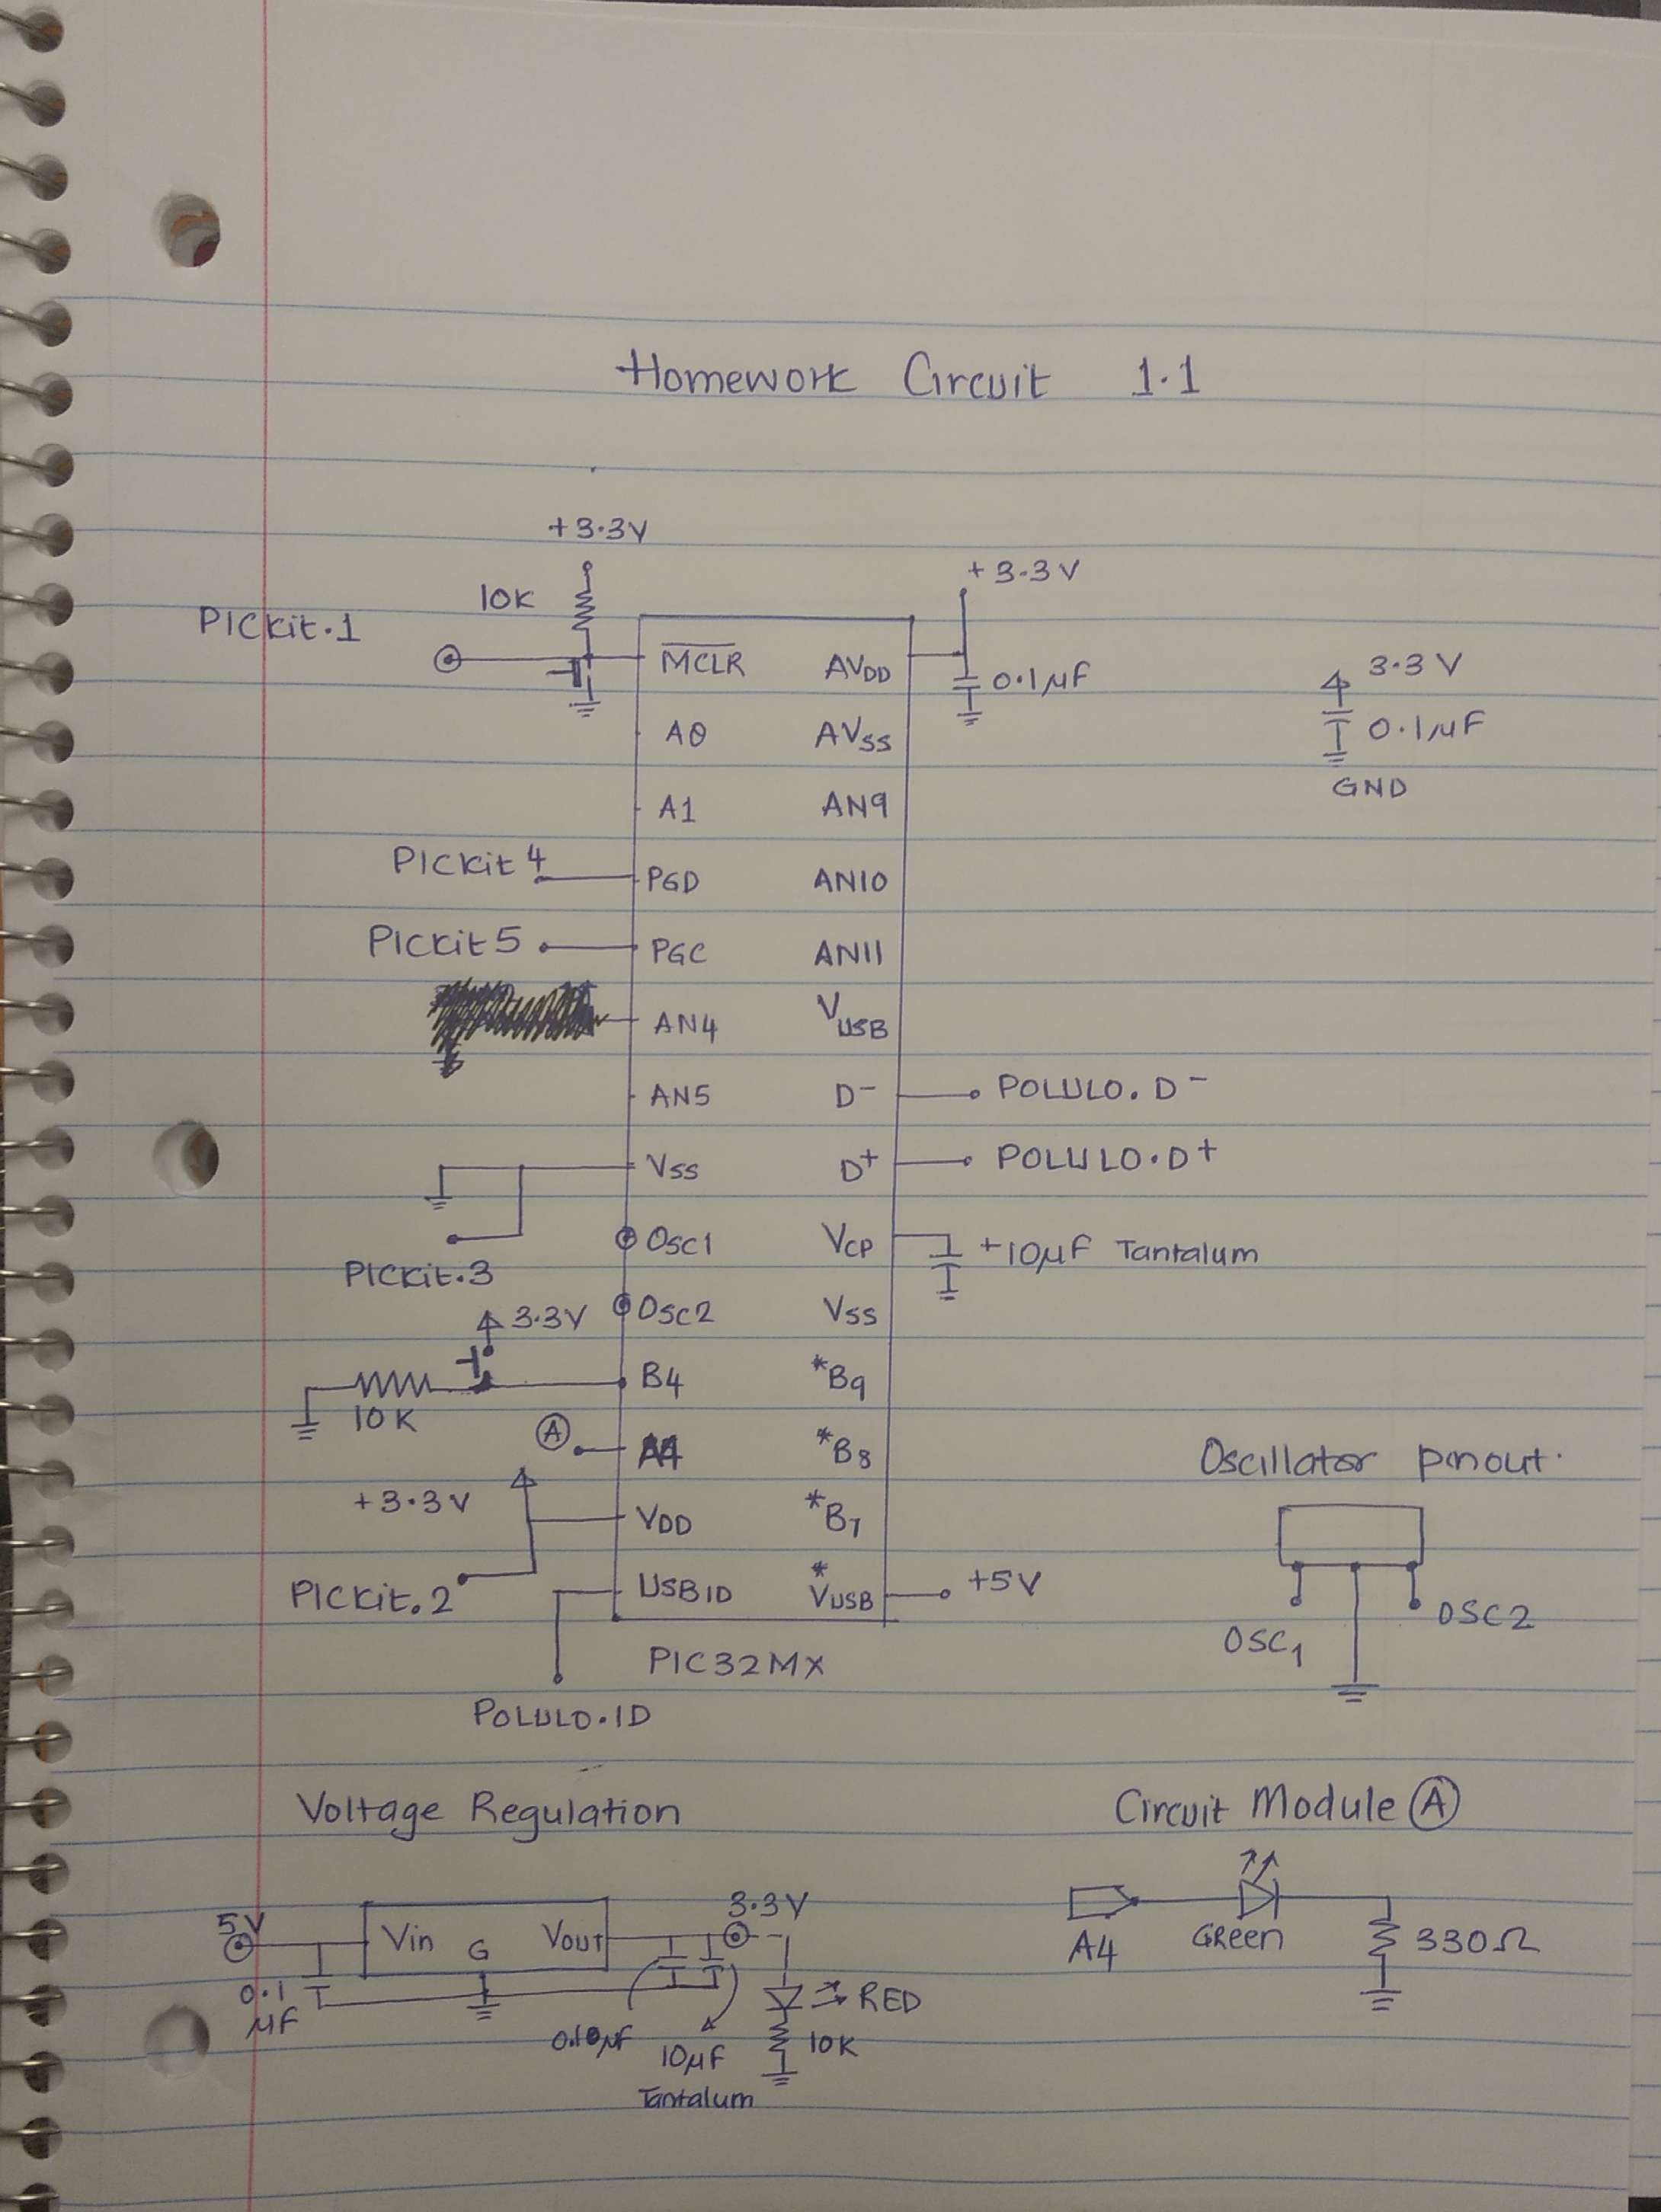 Homework Circuit 1.1
+3.3V
+3.3V
10K
PICkit.1
MCLR AVDD
0.1µF
3.3V
0.1µF
GND
A0 AVSS
A1 AN9
PICkit 4
PGD AN10
PICkit 5
PGC AN11
AN4 VUSB
AN5 D- POLULO.D-
VSS D+ POLULO.D+
OSC1 VCP +10µF Tantalum
PICkit.3
3.3V
OSC2 VSS
B4 *B9
10K
A
A4 *B8
+3.3V
VDD *B7
PICkit.2
USBID *VUSB +5V
PIC32MX
POLULO.ID
Oscillator pinout.
OSC1
OSC2
Voltage Regulation
5V
Vin G Vout
3.3V
0.1
µF
10µF
Tantalum
RED
10K
Circuit Module A
A4 Green 330Ω